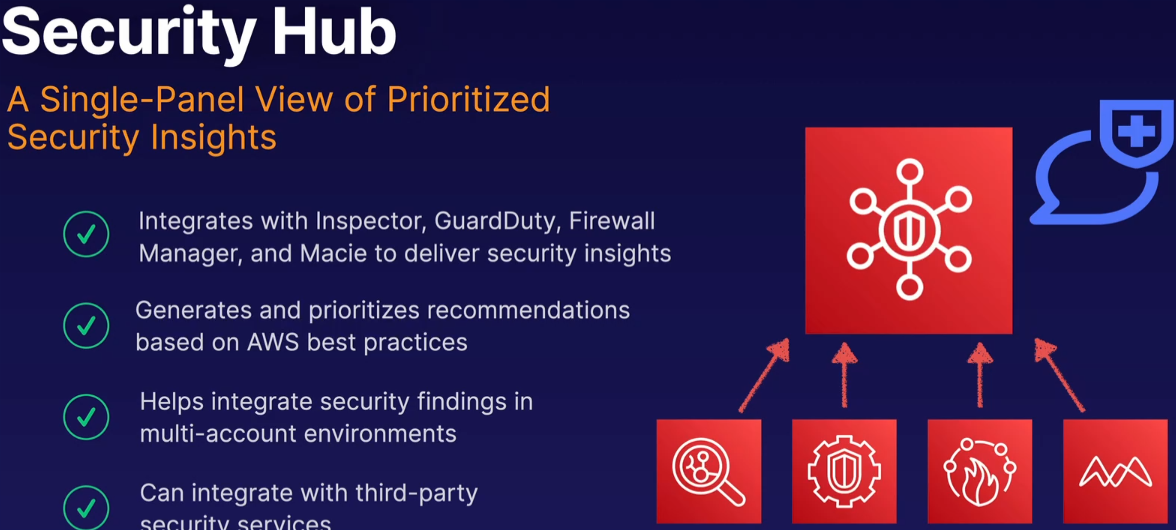 Security Hub
A Single-Panel View of Prioritized
Security Insights
Integrates with Inspector, GuardDuty, Firewall
Manager, and Macie to deliver security insights
Generates and prioritizes recommendations
based on AWS best practices
Helps integrate security findings in
multi-account environments
Can integrate with third-party
security services